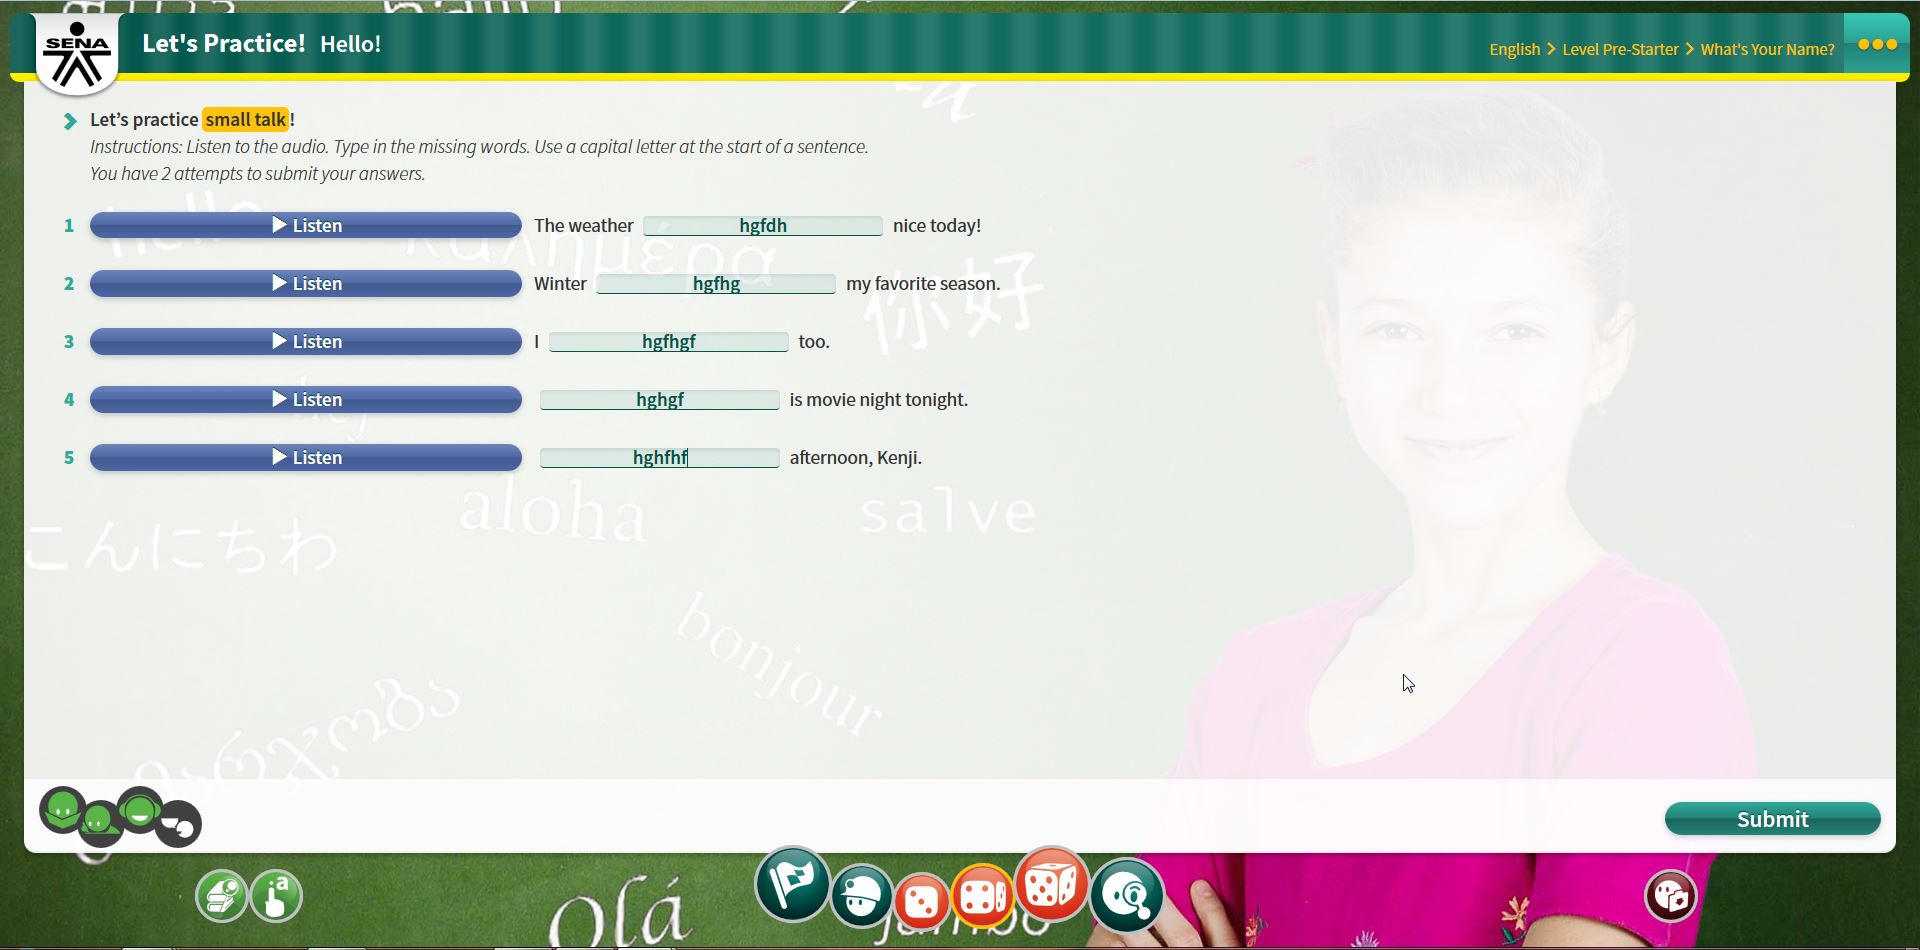 SENA
Let's Practice! Hello!
English > Level Pre-Starter > What's Your Name?
Let's practice small talk!
Instructions: Listen to the audio. Type in the missing words. Use a capital letter at the start of a sentence.
You have 2 attempts to submit your answers.
1 Listen The weather hgfdh nice today!
2 Listen Winter hgfhg my favorite season.
3 Listen I hgfhgf too.
4 Listen hghgf is movie night tonight.
5 Listen hghfhf afternoon, Kenji.
hello
καλημέρα
你好
hej
aloha
salve
こんにちわ
bonjour
Submit
a
olá